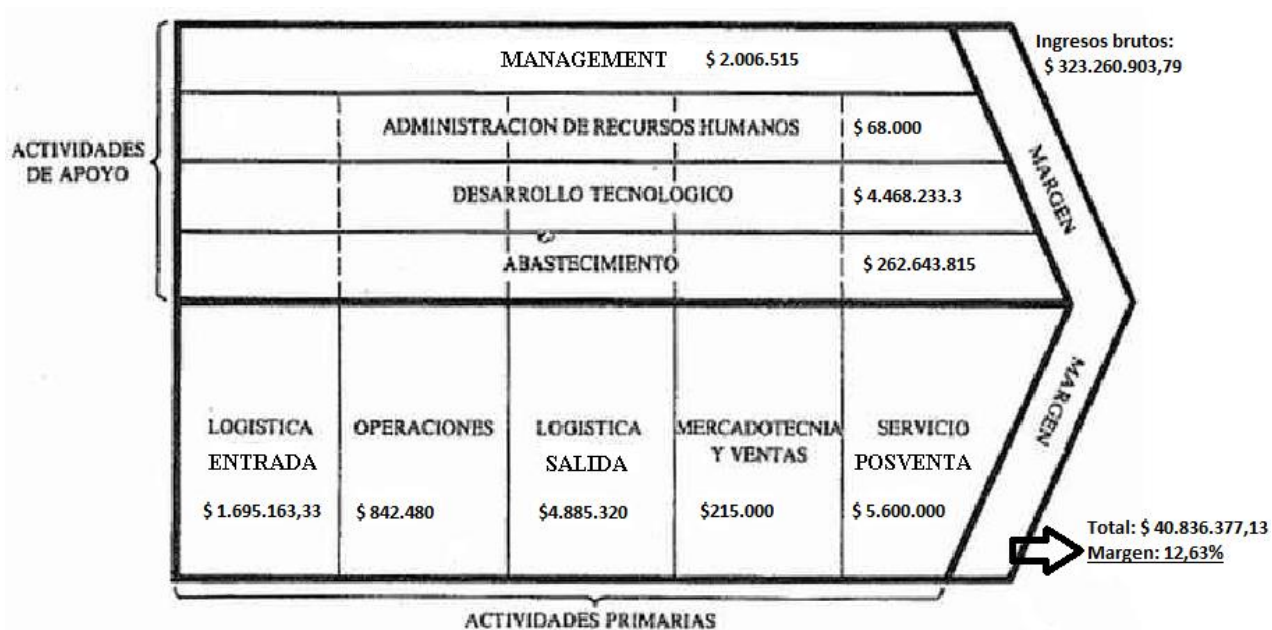 MANAGEMENT $ 2.006.515
Ingresos brutos:
$ 323.260.903,79
ADMINISTRACION DE RECURSOS HUMANOS $ 68.000
ACTIVIDADES
DE APOYO
DESARROLLO TECNOLOGICO $ 4.468.233.3
ABASTECIMIENTO $ 262.643.815
MARGEN
MARGEN
LOGISTICA
ENTRADA
$ 1.695.163,33
OPERACIONES
$ 842.480
LOGISTICA
SALIDA
$4.885.320
MERCADOTECNIA
Y VENTAS
$215.000
SERVICIO
POSVENTA
$ 5.600.000
Total: $ 40.836.377,13
Margen: 12,63%
ACTIVIDADES PRIMARIAS